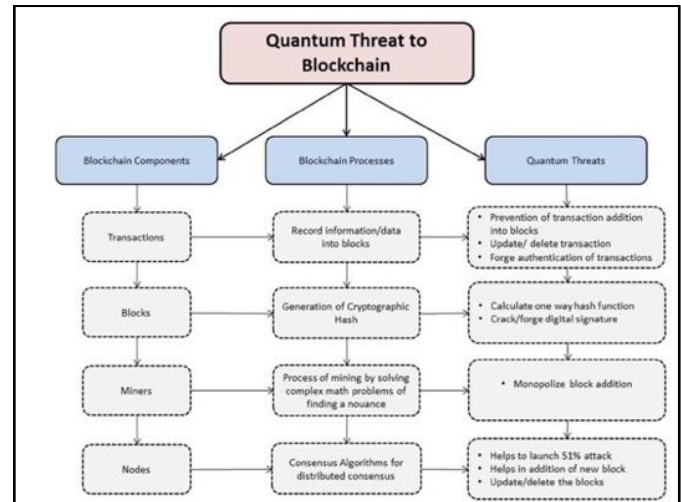 Quantum Threat to
Blockchain
Blockchain Components
Blockchain Processes
Quantum Threats
Transactions
Record information/data
into blocks
• Prevention of transaction addition
into blocks
• Update/ delete transaction
• Forge authentication of transactions
Blocks
Generation of Cryptographic
Hash
• Calculate one way hash function
• Crack/forge digital signature
Miners
Process of mining by solving
complex math problems of
finding a nouance
• Monopolize block addition
Nodes
Consensus Algorithms for
distributed consensus
• Helps to launch 51% attack
• Helps in addition of new block
• Update/delete the blocks